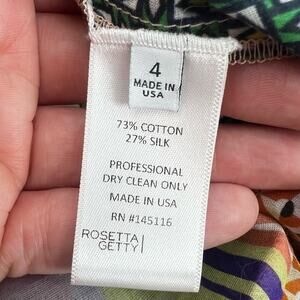 4
MADE IN
USA
73% COTTON
27% SILK
PROFESSIONAL
DRY CLEAN ONLY
MADE IN USA
RN #145116
ROSETTA
GETTY